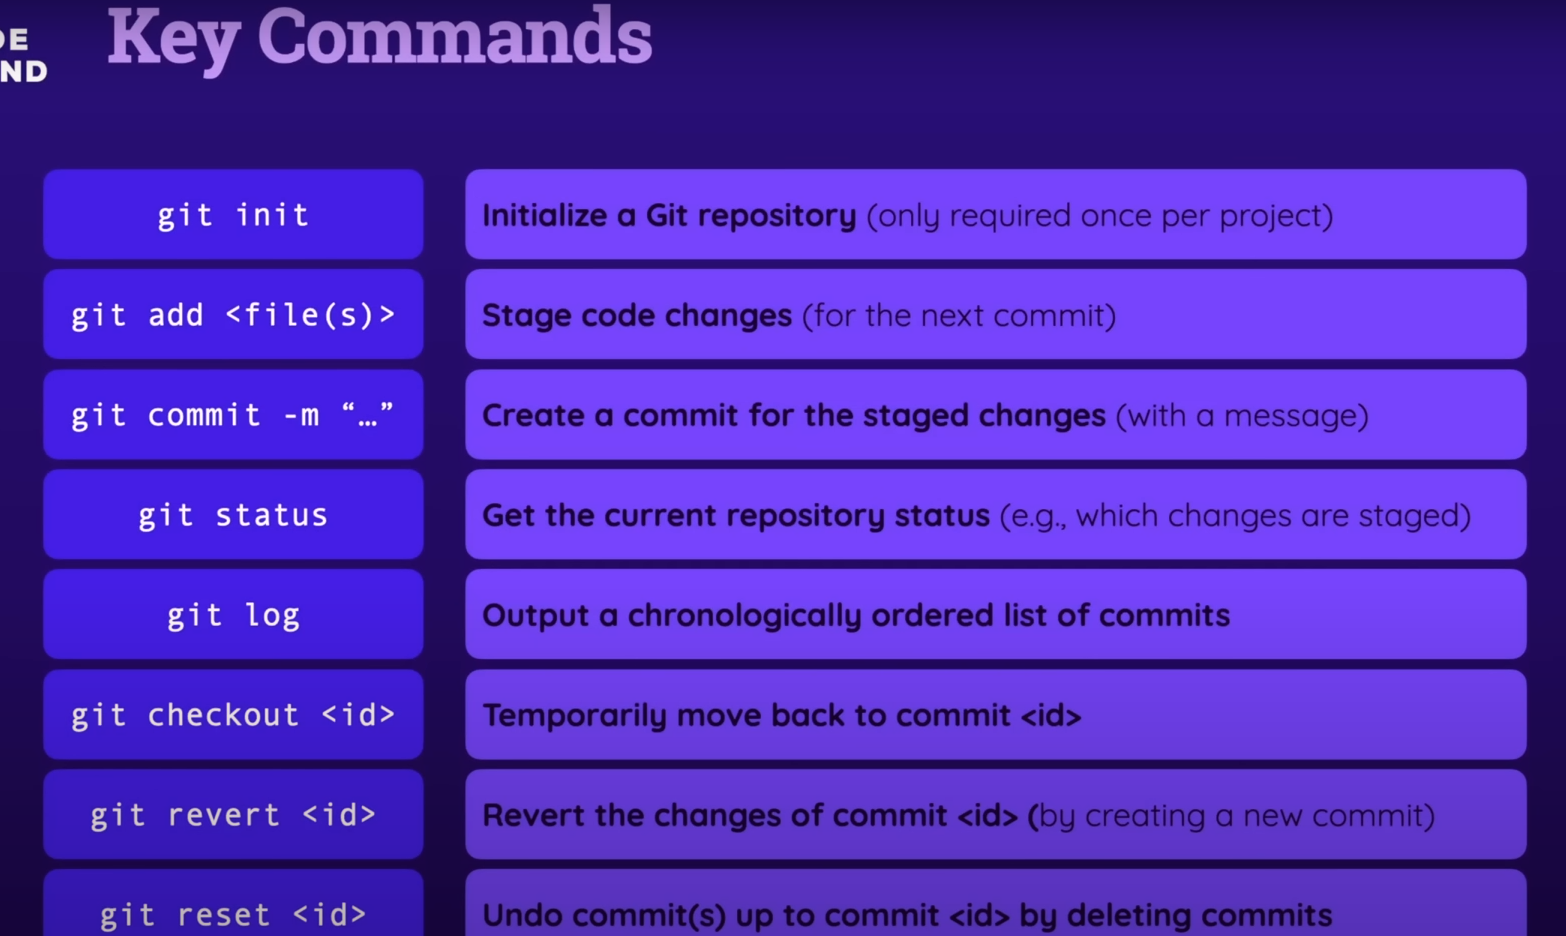 DE
ND
Key Commands
git init
Initialize a Git repository (only required once per project)
git add <file(s)>
Stage code changes (for the next commit)
git commit -m “…”
Create a commit for the staged changes (with a message)
git status
Get the current repository status (e.g., which changes are staged)
git log
Output a chronologically ordered list of commits
git checkout <id>
Temporarily move back to commit <id>
git revert <id>
Revert the changes of commit <id> (by creating a new commit)
git reset <id>
Undo commit(s) up to commit <id> by deleting commits